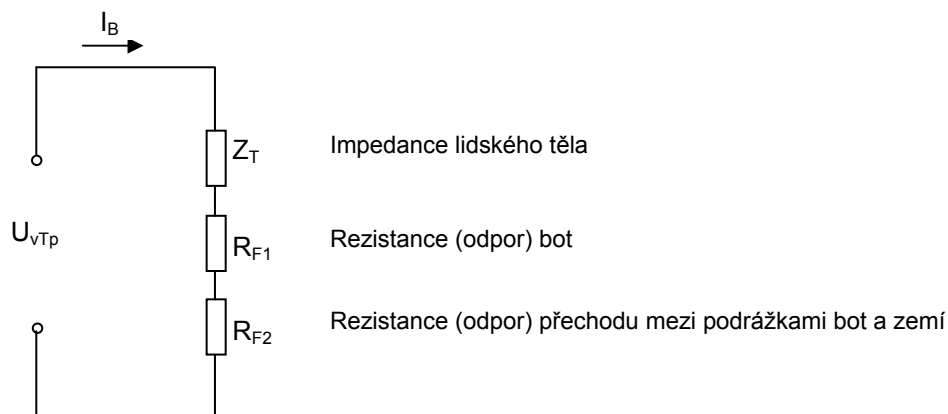 I_B
Z_T Impedance lidského těla
U_vTp
R_F1 Rezistance (odpor) bot
R_F2 Rezistance (odpor) přechodu mezi podrážkami bot a zemí